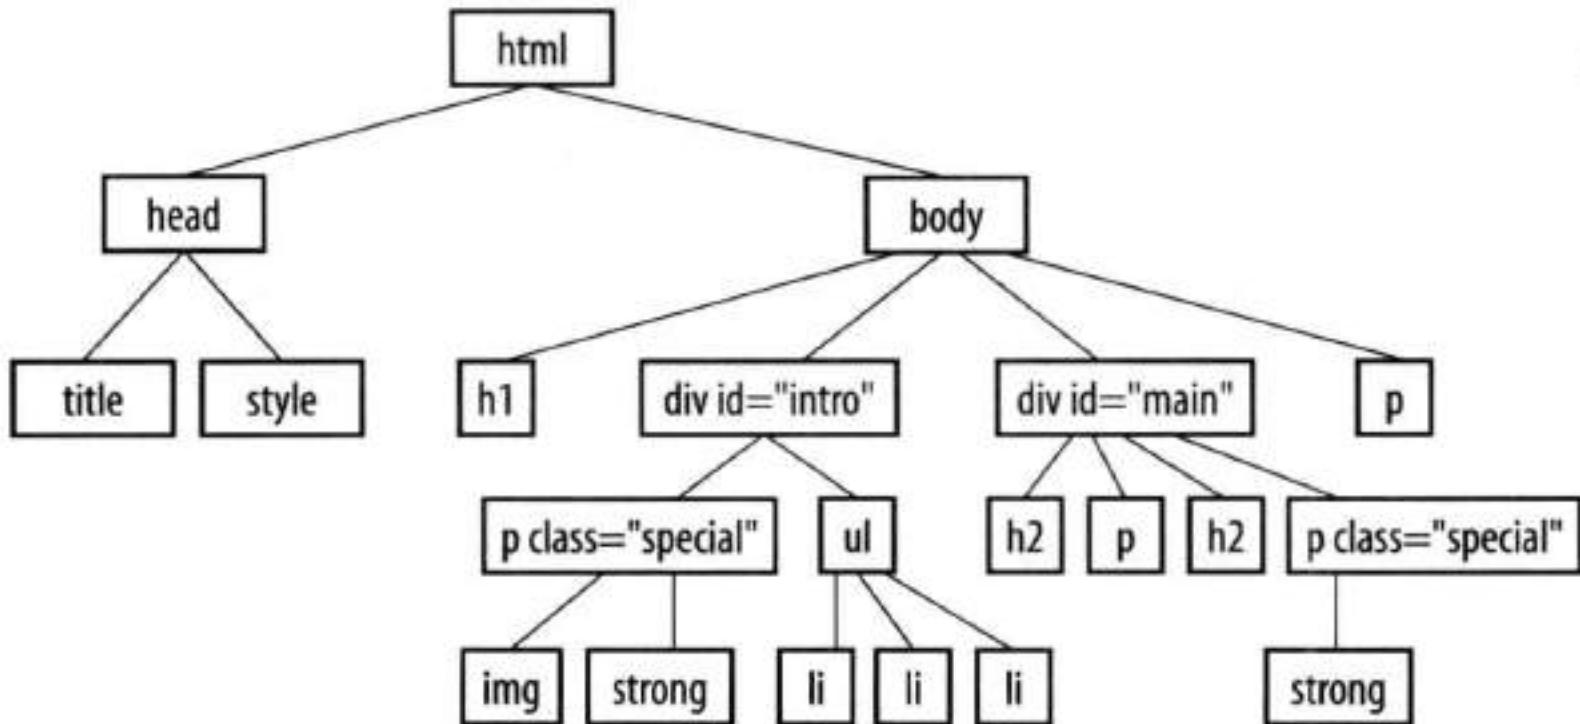 html
head
body
title
style
h1
div id="intro"
div id="main"
p
p class="special"
ul
h2
p
h2
p class="special"
img
strong
li
li
li
strong